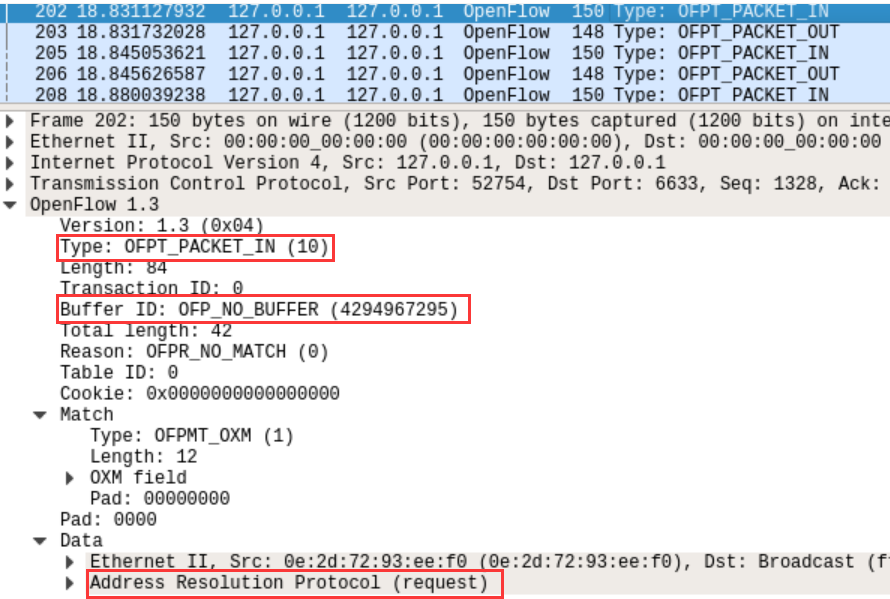 202 18.831127932 127.0.0.1 127.0.0.1 OpenFlow 150 Type: OFPT_PACKET_IN
203 18.831732028 127.0.0.1 127.0.0.1 OpenFlow 148 Type: OFPT_PACKET_OUT
205 18.845053621 127.0.0.1 127.0.0.1 OpenFlow 150 Type: OFPT_PACKET_IN
206 18.845626587 127.0.0.1 127.0.0.1 OpenFlow 148 Type: OFPT_PACKET_OUT
208 18.880039238 127.0.0.1 127.0.0.1 OpenFlow 150 Type: OFPT_PACKET_IN
Frame 202: 150 bytes on wire (1200 bits), 150 bytes captured (1200 bits) on inte
Ethernet II, Src: 00:00:00_00:00:00 (00:00:00:00:00:00), Dst: 00:00:00_00:00:00
Internet Protocol Version 4, Src: 127.0.0.1, Dst: 127.0.0.1
Transmission Control Protocol, Src Port: 52754, Dst Port: 6633, Seq: 1328, Ack:
OpenFlow 1.3
Version: 1.3 (0x04)
Type: OFPT_PACKET_IN (10)
Length: 84
Transaction ID: 0
Buffer ID: OFP_NO_BUFFER (4294967295)
Total length: 42
Reason: OFPR_NO_MATCH (0)
Table ID: 0
Cookie: 0x0000000000000000
Match
Type: OFPMT_OXM (1)
Length: 12
OXM field
Pad: 00000000
Pad: 0000
Data
Ethernet II, Src: 0e:2d:72:93:ee:f0 (0e:2d:72:93:ee:f0), Dst: Broadcast (f
Address Resolution Protocol (request)